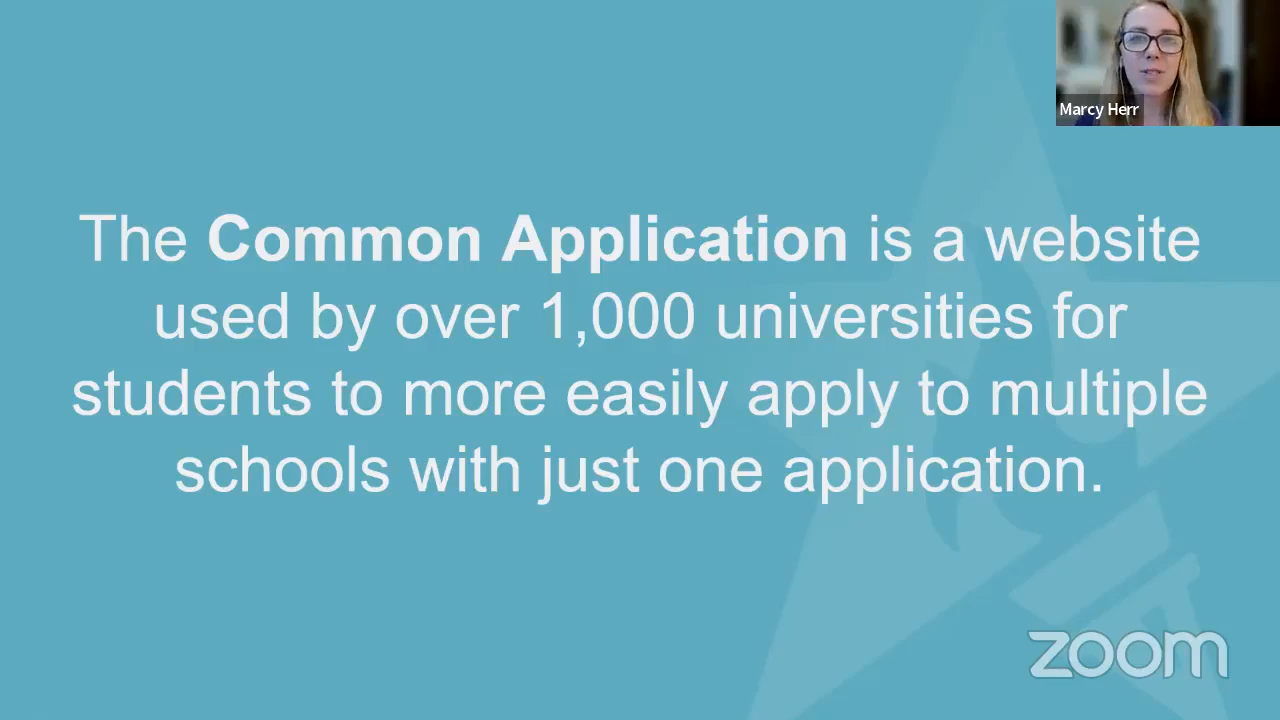 Marcy Herr
The Common Application is a website
used by over 1,000 universities for
students to more easily apply to multiple
schools with just one application.
zoom